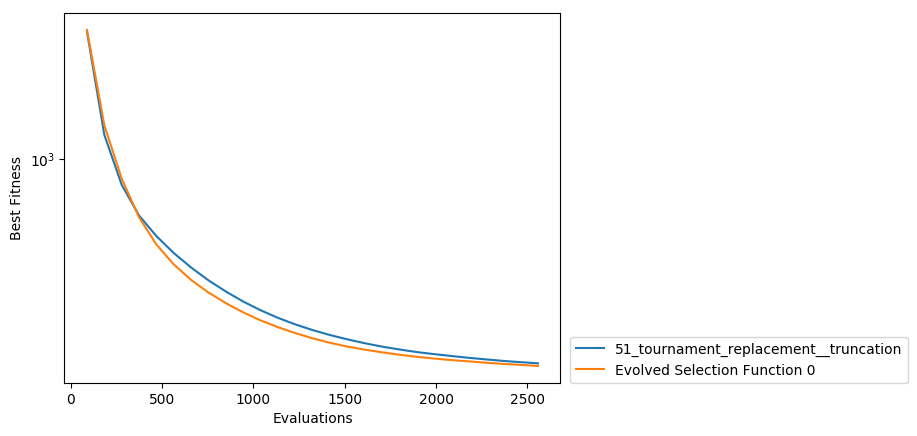 Best Fitness
10³
0
500
1000
1500
2000
2500
Evaluations
51_tournament_replacement__truncation
Evolved Selection Function 0